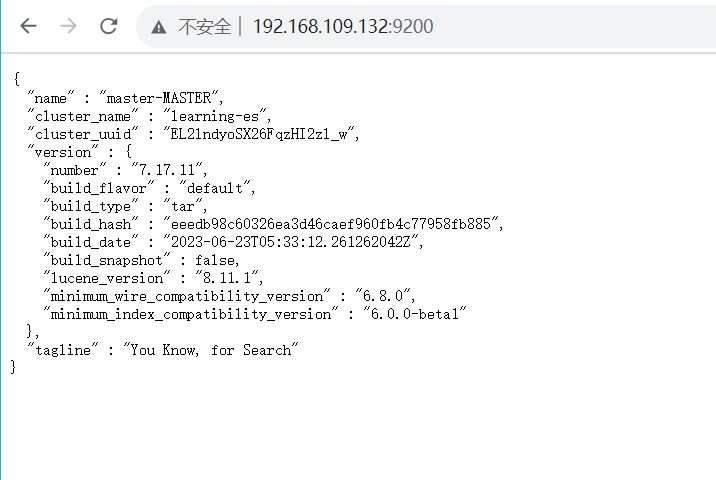 不安全 | 192.168.109.132:9200
{
  "name" : "master-MASTER",
  "cluster_name" : "learning-es",
  "cluster_uuid" : "EL2lndyoSX26FqzHI2z1_w",
  "version" : {
    "number" : "7.17.11",
    "build_flavor" : "default",
    "build_type" : "tar",
    "build_hash" : "eeedb98c60326ea3d46caef960fb4c77958fb885",
    "build_date" : "2023-06-23T05:33:12.261262042Z",
    "build_snapshot" : false,
    "lucene_version" : "8.11.1",
    "minimum_wire_compatibility_version" : "6.8.0",
    "minimum_index_compatibility_version" : "6.0.0-beta1"
  },
  "tagline" : "You Know, for Search"
}